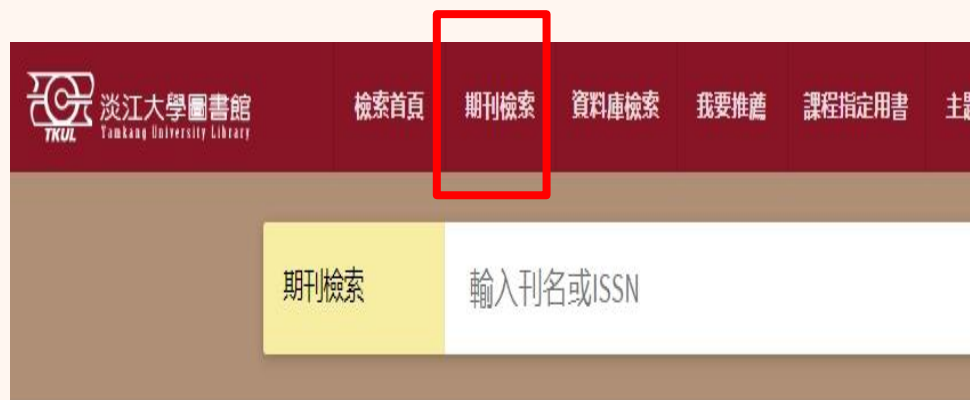 淡江大學圖書館
Tamkang University Library
TKUL
檢索首頁 期刊檢索 資料庫檢索 我要推薦 課程指定用書 主題
期刊檢索 輸入刊名或ISSN